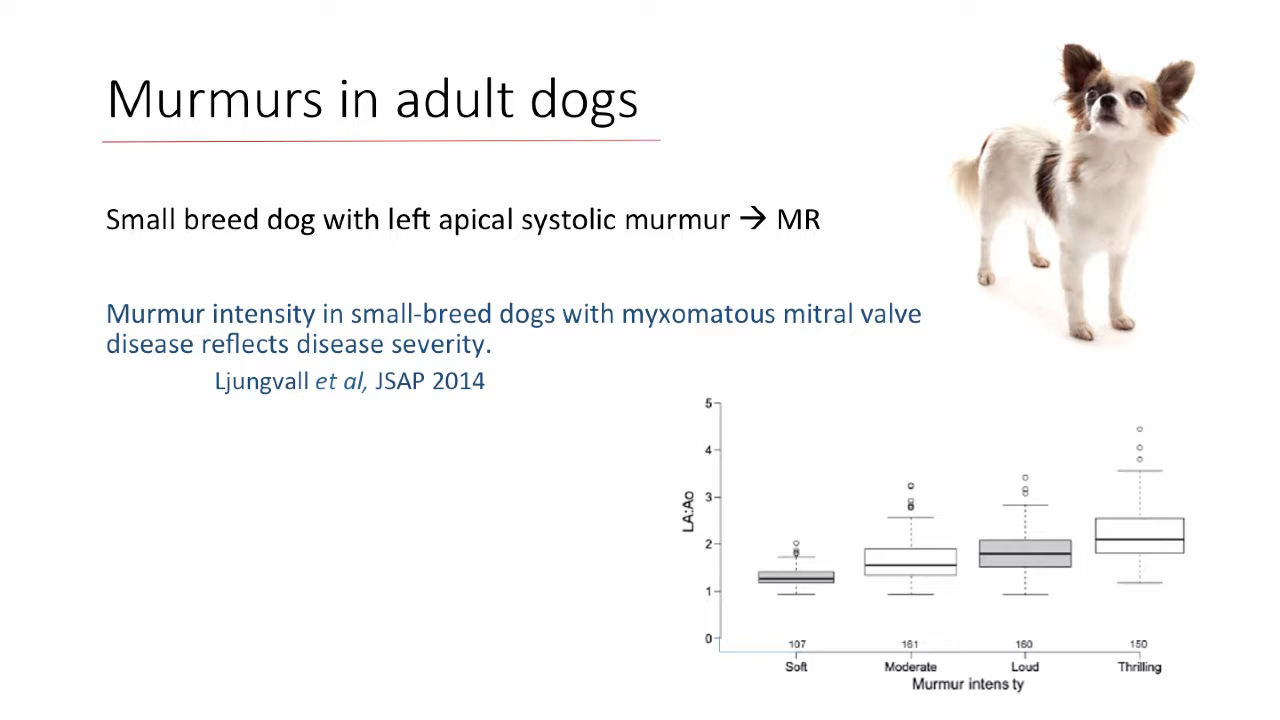 Murmurs in adult dogs
Small breed dog with left apical systolic murmur → MR
Murmur intensity in small-breed dogs with myxomatous mitral valve
disease reflects disease severity.
Ljungvall et al, JSAP 2014
5
4
3
2
1
0
LA:Ao
107 161 160 150
Soft Moderate Loud Thrilling
Murmur intens ty